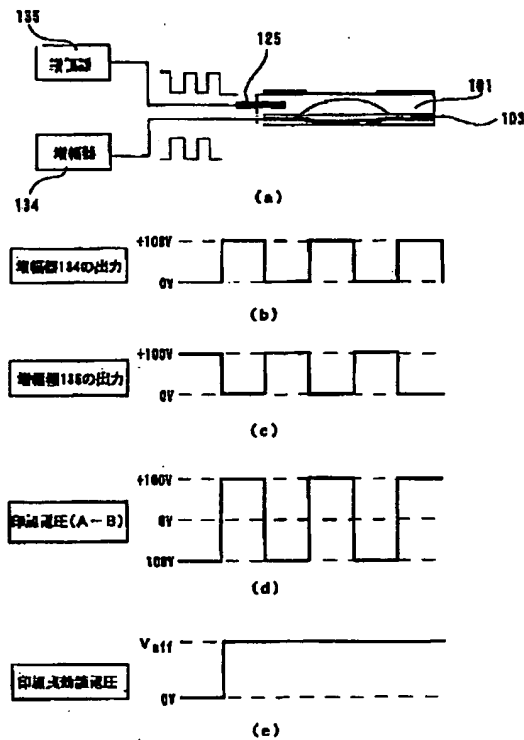 135
増幅器
125
101
103
増幅器
134
(a)
増幅器134の出力
+100V
0V
(b)
増幅器135の出力
+100V
0V
(c)
印加電圧(A-B)
+100V
0V
100V
(d)
印加実効値電圧
Veff
0V
(e)